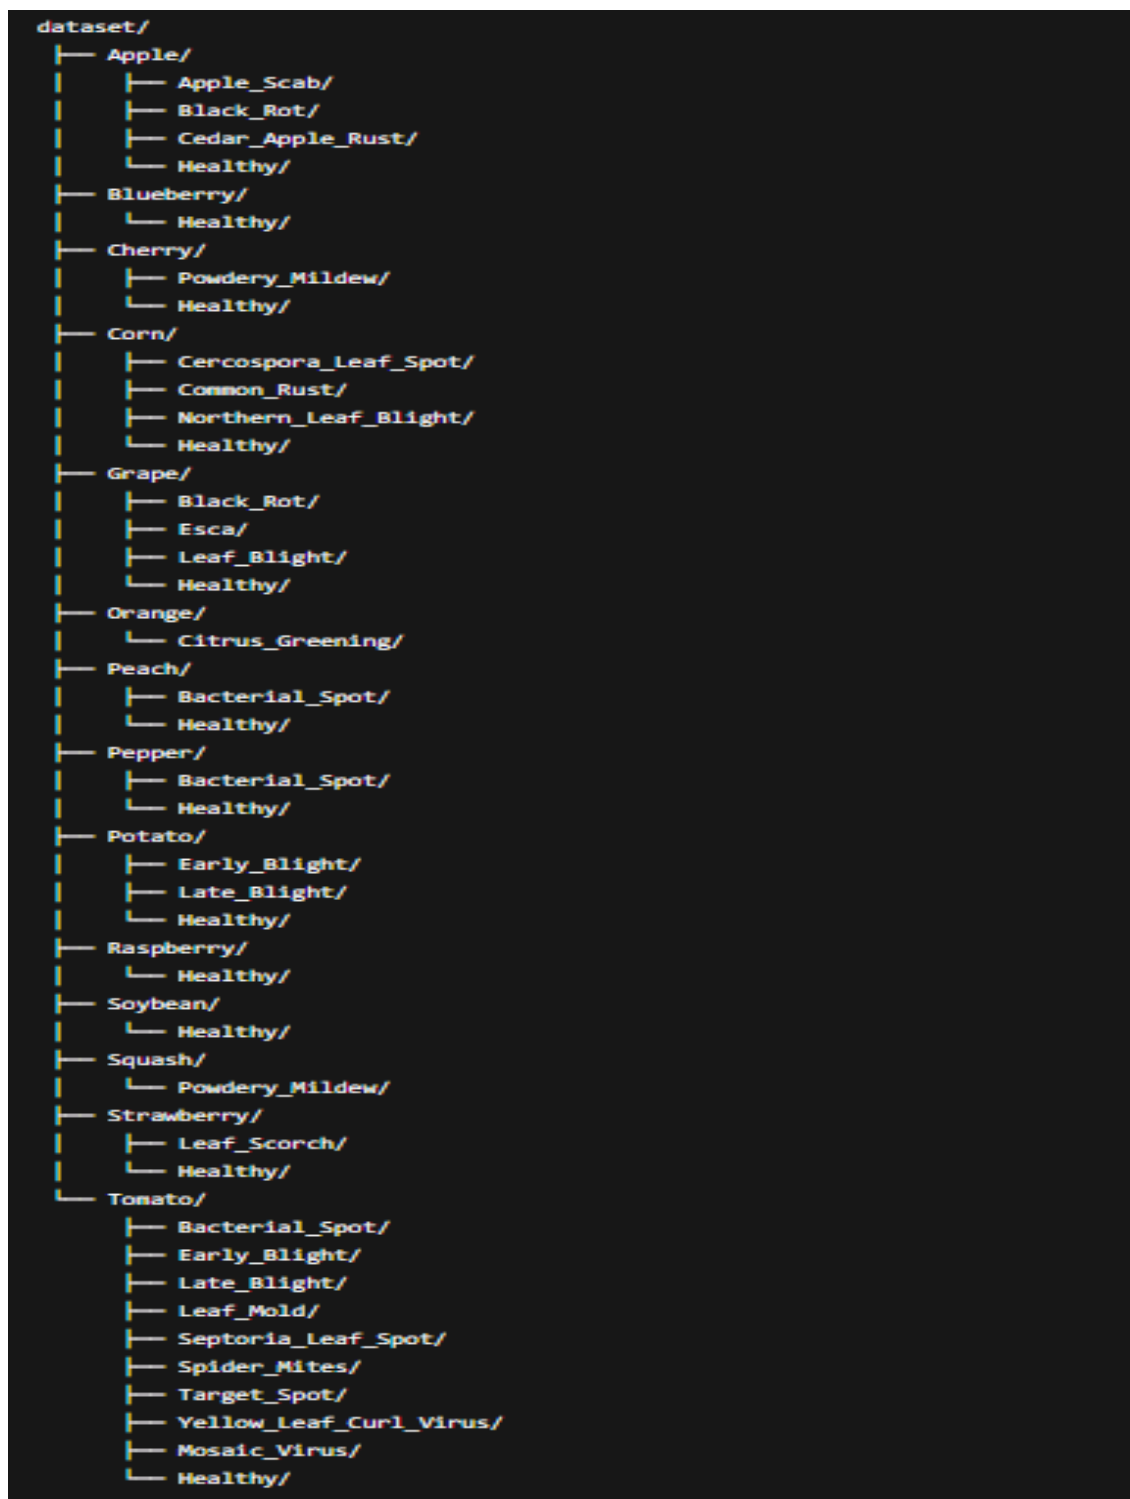 dataset/
├── Apple/
│   ├── Apple_Scab/
│   ├── Black_Rot/
│   ├── Cedar_Apple_Rust/
│   └── Healthy/
├── Blueberry/
│   └── Healthy/
├── Cherry/
│   ├── Powdery_Mildew/
│   └── Healthy/
├── Corn/
│   ├── Cercospora_Leaf_Spot/
│   ├── Common_Rust/
│   ├── Northern_Leaf_Blight/
│   └── Healthy/
├── Grape/
│   ├── Black_Rot/
│   ├── Esca/
│   ├── Leaf_Blight/
│   └── Healthy/
├── Orange/
│   └── Citrus_Greening/
├── Peach/
│   ├── Bacterial_Spot/
│   └── Healthy/
├── Pepper/
│   ├── Bacterial_Spot/
│   └── Healthy/
├── Potato/
│   ├── Early_Blight/
│   ├── Late_Blight/
│   └── Healthy/
├── Raspberry/
│   └── Healthy/
├── Soybean/
│   └── Healthy/
├── Squash/
│   └── Powdery_Mildew/
├── Strawberry/
│   ├── Leaf_Scorch/
│   └── Healthy/
└── Tomato/
    ├── Bacterial_Spot/
    ├── Early_Blight/
    ├── Late_Blight/
    ├── Leaf_Mold/
    ├── Septoria_Leaf_Spot/
    ├── Spider_Mites/
    ├── Target_Spot/
    ├── Yellow_Leaf_Curl_Virus/
    ├── Mosaic_Virus/
    └── Healthy/